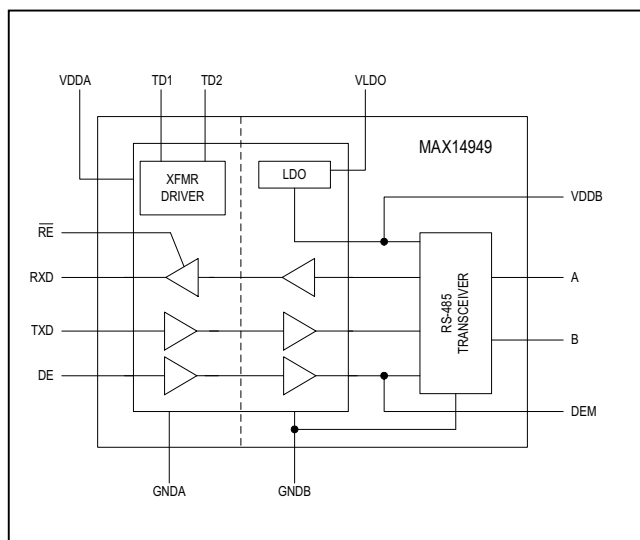 VDDA
TD1
TD2
VLDO
MAX14949
XFMR
DRIVER
LDO
VDDB
RE
RXD
A
RS-485
TRANSCEIVER
TXD
B
DE
DEM
GNDA
GNDB